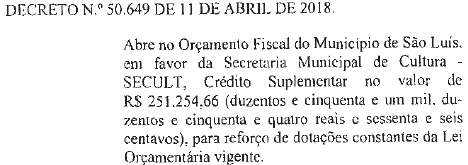 DECRETO N.º 50.649 DE 11 DE ABRIL DE 2018.
Abre no Orçamento Fiscal do Município de São Luís,
em favor da Secretaria Municipal de Cultura -
SECULT, Crédito Suplementar no valor de
R$ 251.254,66 (duzentos e cinquenta e um mil, du-
zentos e cinquenta e quatro reais e sessenta e seis
centavos), para reforço de dotações constantes da Lei
Orçamentária vigente.